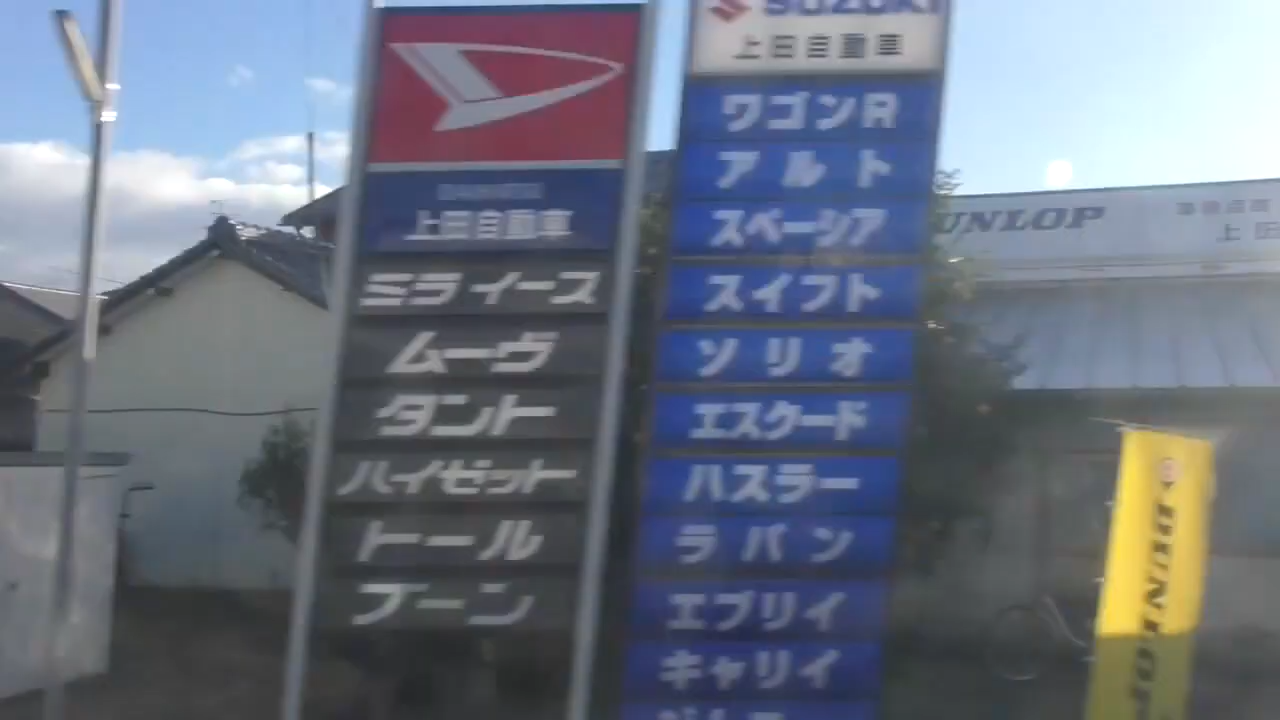 上田自動車
ミライース
ムーヴ
タント
ハイゼット
トール
ブーン
SUZUKI
上田自動車
ワゴンR
アルト
スペーシア
スイフト
ソリオ
エスクード
ハスラー
ラパン
エブリイ
キャリイ
DUNLOP
上田
DUNLOP